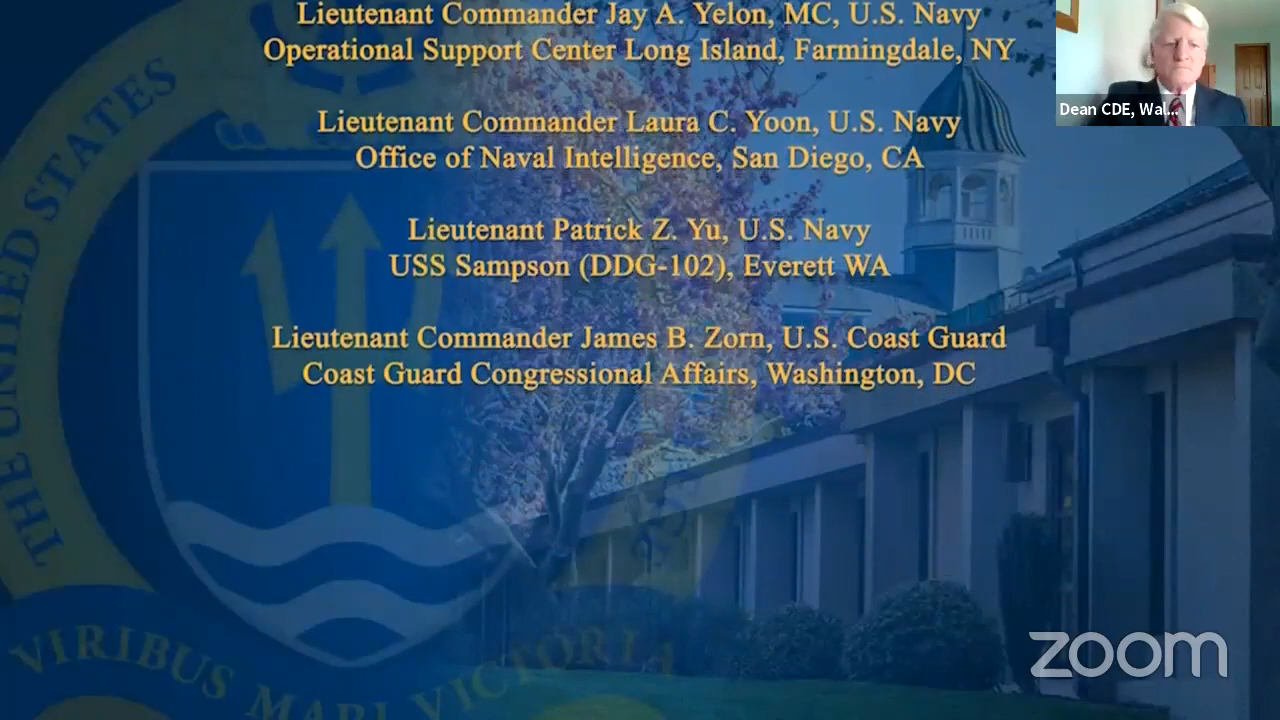 Lieutenant Commander Jay A. Yelon, MC, U.S. Navy
Operational Support Center Long Island, Farmingdale, NY
Dean CDE, Wal...
Lieutenant Commander Laura C. Yoon, U.S. Navy
Office of Naval Intelligence, San Diego, CA
Lieutenant Patrick Z. Yu, U.S. Navy
USS Sampson (DDG-102), Everett WA
Lieutenant Commander James B. Zorn, U.S. Coast Guard
Coast Guard Congressional Affairs, Washington, DC
THE UNITED STATES
VIRIBUS MARI VICTORIA
zoom